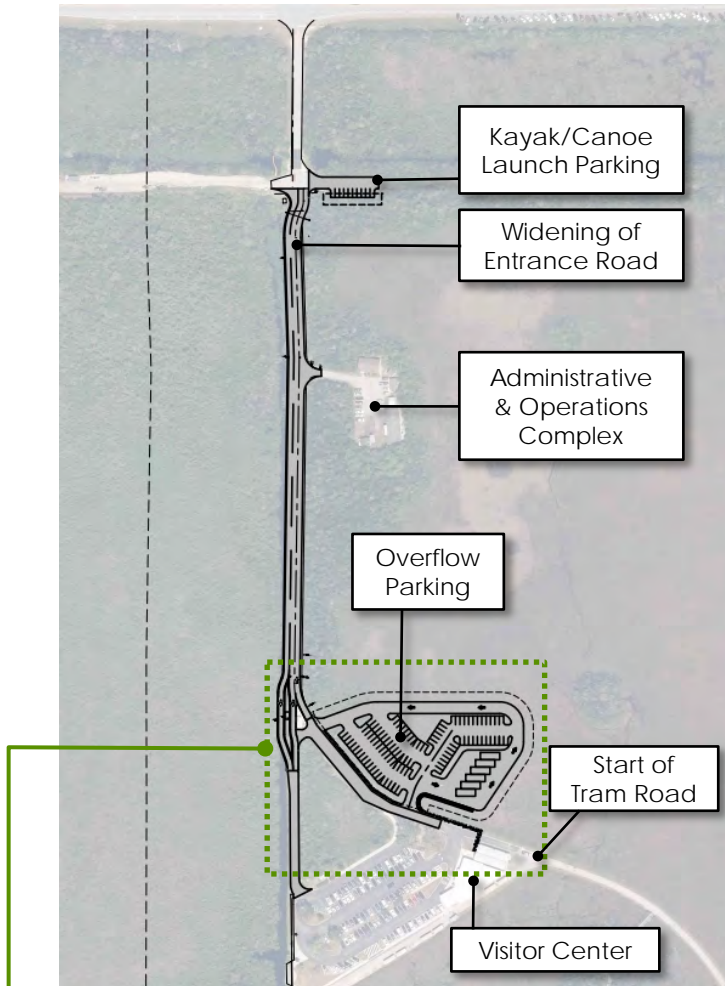 Kayak/Canoe
Launch Parking
Widening of
Entrance Road
Administrative
& Operations
Complex
Overflow
Parking
Start of
Tram Road
Visitor Center